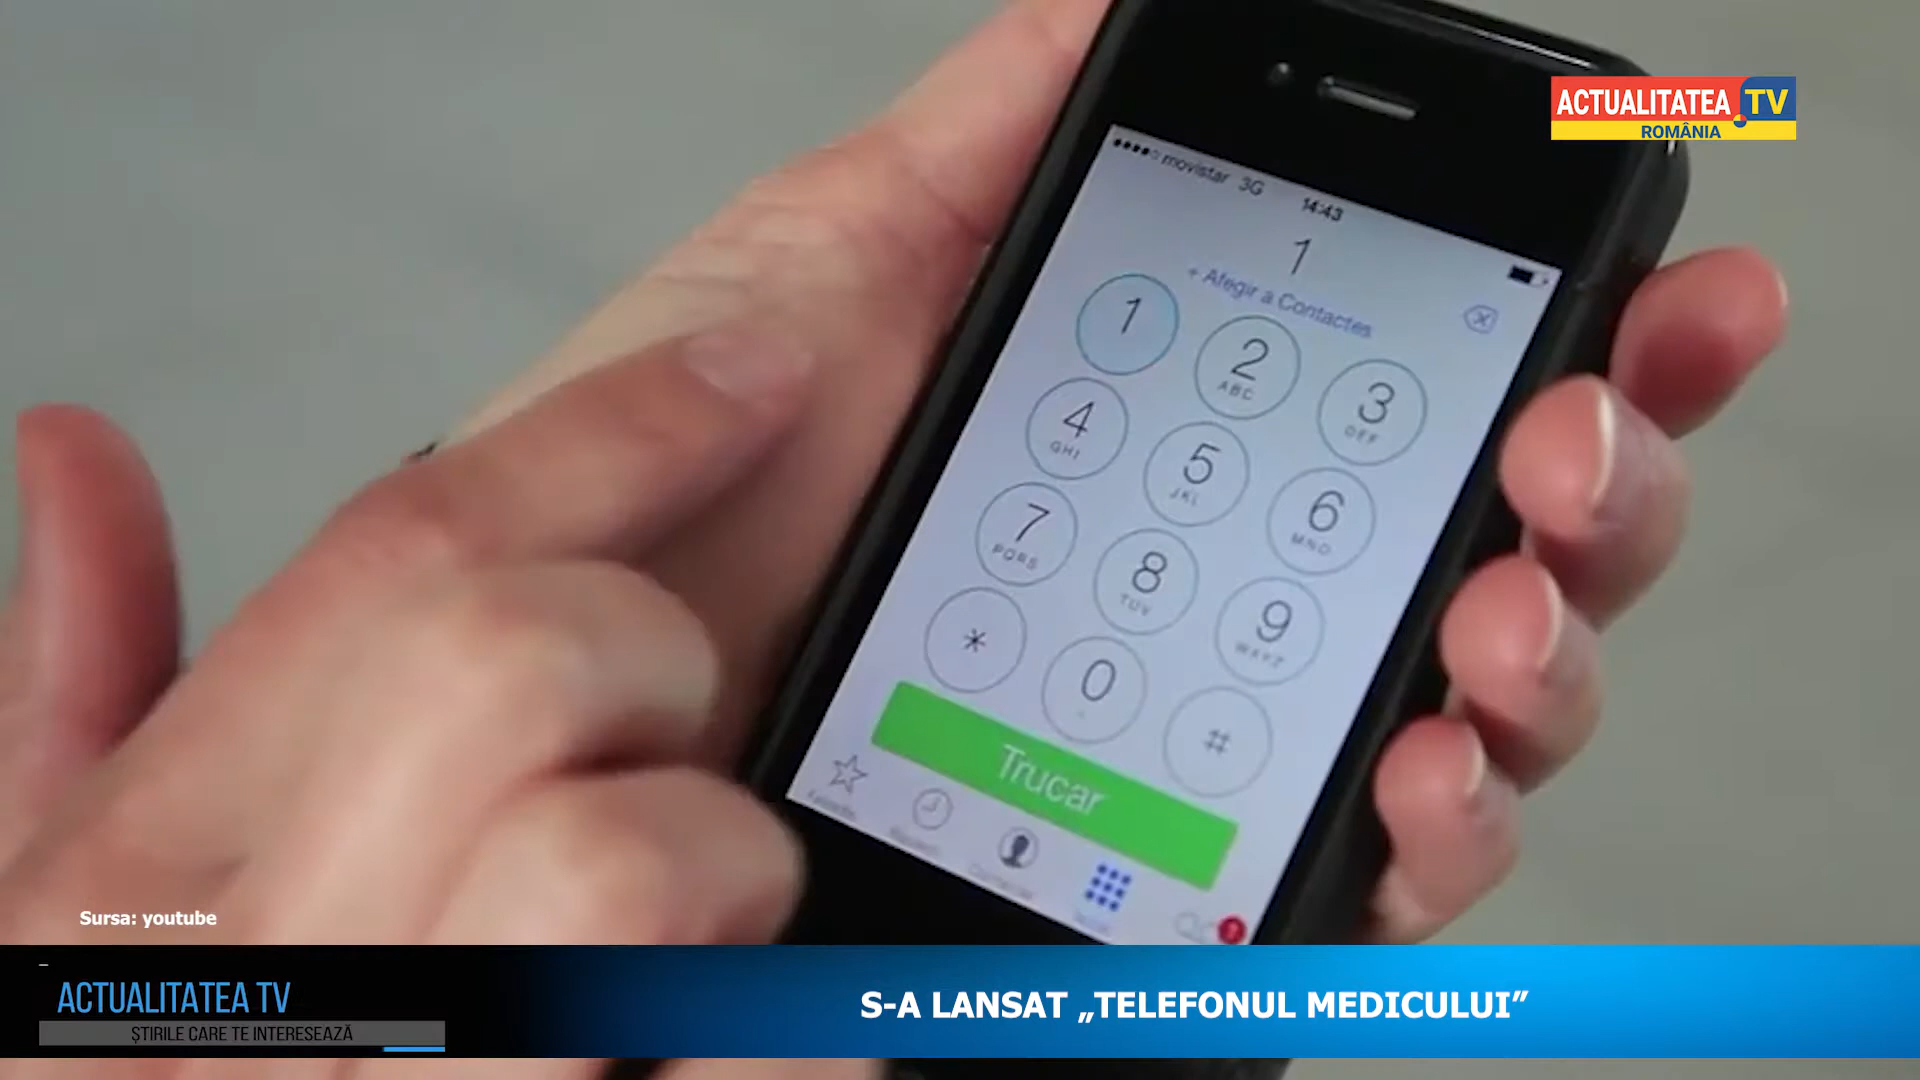 ACTUALITATEA.TV
ROMÂNIA
movistar 3G
14:43
1
+ Afegir a Contactes
1
2
ABC
3
DEF
4
GHI
5
JKL
6
MNO
7
PQRS
8
TUV
9
WXYZ
*
0
#
Trucar
1
Sursa: youtube
ACTUALITATEA TV
ȘTIRILE CARE TE INTERESEAZĂ
S-A LANSAT „TELEFONUL MEDICULUI”